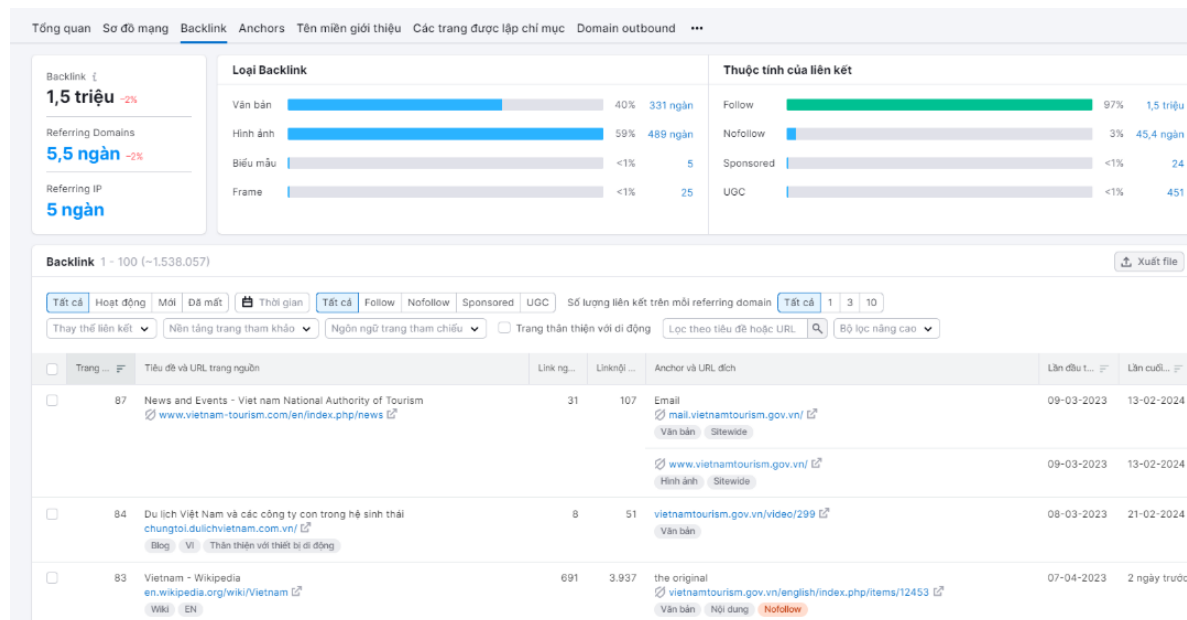 Tổng quan Sơ đồ mạng Backlink Anchors Tên miền giới thiệu Các trang được lập chỉ mục Domain outbound •••
Backlink i
1,5 triệu -2%
Referring Domains
5,5 ngàn -2%
Referring IP
5 ngàn
Loại Backlink
Văn bản 40% 331 ngàn
Hình ảnh 59% 489 ngàn
Biểu mẫu <1% 5
Frame <1% 25
Thuộc tính của liên kết
Follow 97% 1,5 triệu
Nofollow 3% 45,4 ngàn
Sponsored <1% 24
UGC <1% 451
Backlink 1 - 100 (~1.538.057)
Xuất file
Tất cả Hoạt động Mới Đã mất Thời gian Tất cả Follow Nofollow Sponsored UGC Số lượng liên kết trên mỗi referring domain Tất cả 1 3 10
Thay thế liên kết Nền tảng trang tham khảo Ngôn ngữ trang tham chiếu Trang thân thiện với di động Lọc theo tiêu đề hoặc URL Bộ lọc nâng cao
Trang ... Tiêu đề và URL trang nguồn Link ng... Linknội ... Anchor và URL đích Lần đầu t... Lần cuối...
87 News and Events - Viet nam National Authority of Tourism 31 107 Email 09-03-2023 13-02-2024
www.vietnam-tourism.com/en/index.php/news mail.vietnamtourism.gov.vn/
Văn bản Sitewide
www.vietnamtourism.gov.vn/ 09-03-2023 13-02-2024
Hình ảnh Sitewide
84 Du lịch Việt Nam và các công ty con trong hệ sinh thái 8 51 vietnamtourism.gov.vn/video/299 08-03-2023 21-02-2024
chungtoi.dulichvietnam.com.vn/ Văn bản
Blog VI Thân thiện với thiết bị di động
83 Vietnam - Wikipedia 691 3.937 the original 07-04-2023 2 ngày trước
en.wikipedia.org/wiki/Vietnam vietnamtourism.gov.vn/english/index.php/items/12453
Wiki EN Văn bản Nội dung Nofollow